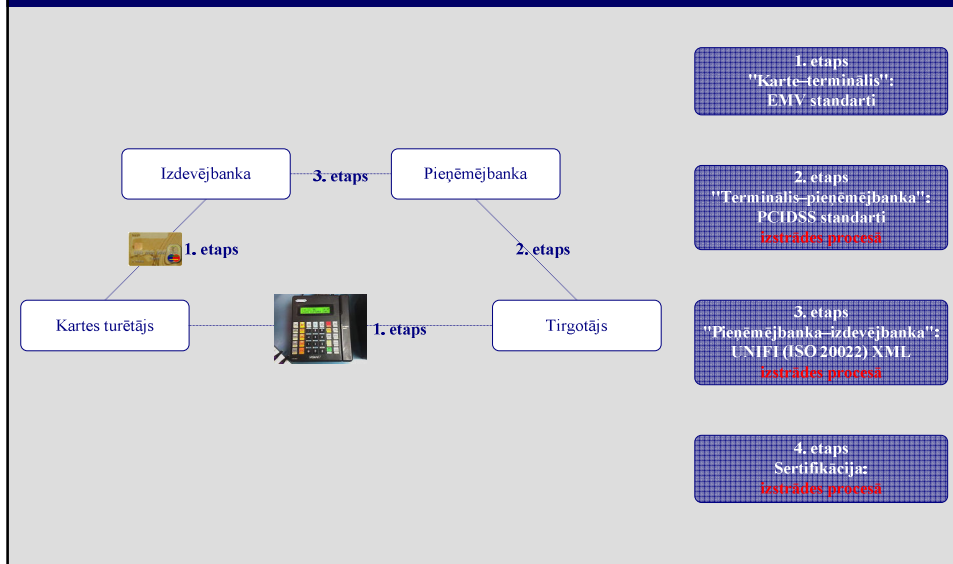 Izdevējbanka
3. etaps
Pieņēmējbanka
1. etaps
2. etaps
Kartes turētājs
1. etaps
Tirgotājs
1. etaps
"Karte–terminālis":
EMV standarti
2. etaps
"Terminālis–pieņemējbanka":
PCIDSS standarti
izstrādes procesā
3. etaps
"Pieņēmējbanka–izdevējbanka":
UNIFI (ISO 20022) XML
izstrādes procesā
4. etaps
Sertifikācija:
izstrādes procesā